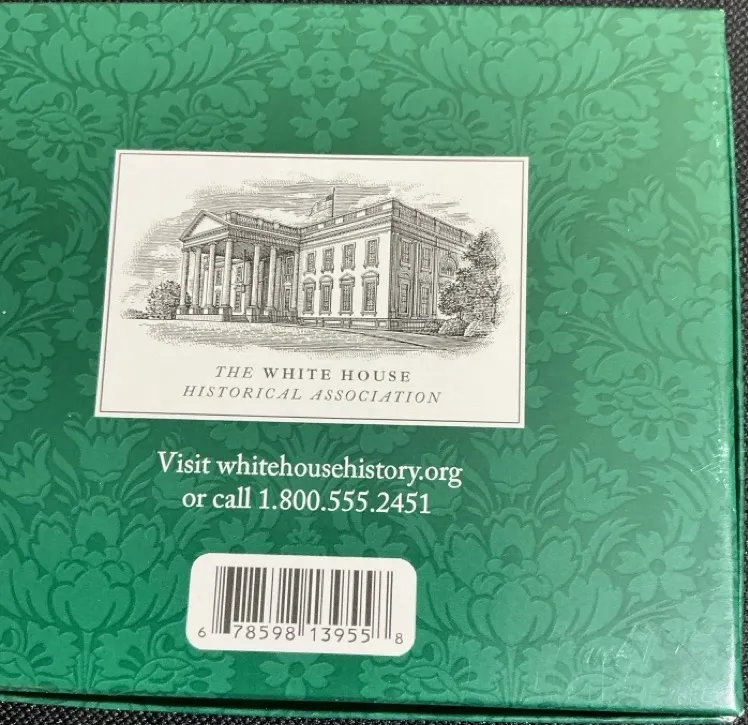 THE WHITE HOUSE
HISTORICAL ASSOCIATION
Visit whitehousehistory.org
or call 1.800.555.2451
6 78598 13955 8